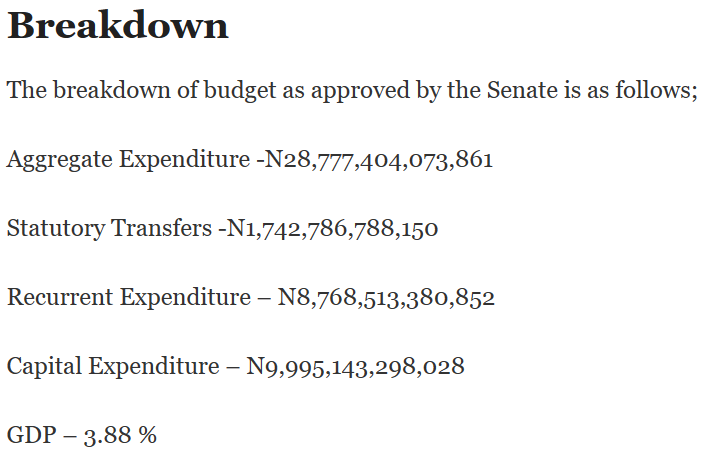 Breakdown
The breakdown of budget as approved by the Senate is as follows;
Aggregate Expenditure -N28,777,404,073,861
Statutory Transfers -N1,742,786,788,150
Recurrent Expenditure – N8,768,513,380,852
Capital Expenditure – N9,995,143,298,028
GDP – 3.88 %